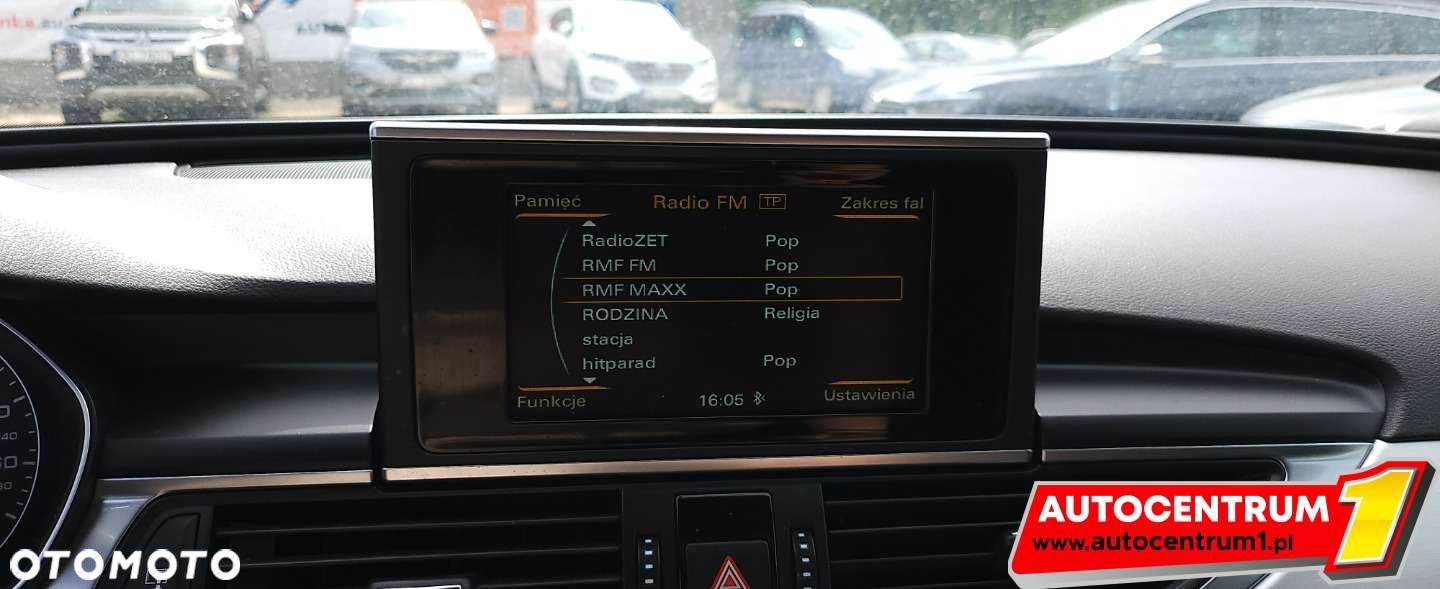 Pamięć Radio FM TP Zakres fal
RadioZET Pop
RMF FM Pop
RMF MAXX Pop
RODZINA Religia
stacja
hitparad Pop
Funkcje 16:05 Ustawienia
AUTOCENTRUM 1
www.autocentrum1.pl
OTOMOTO